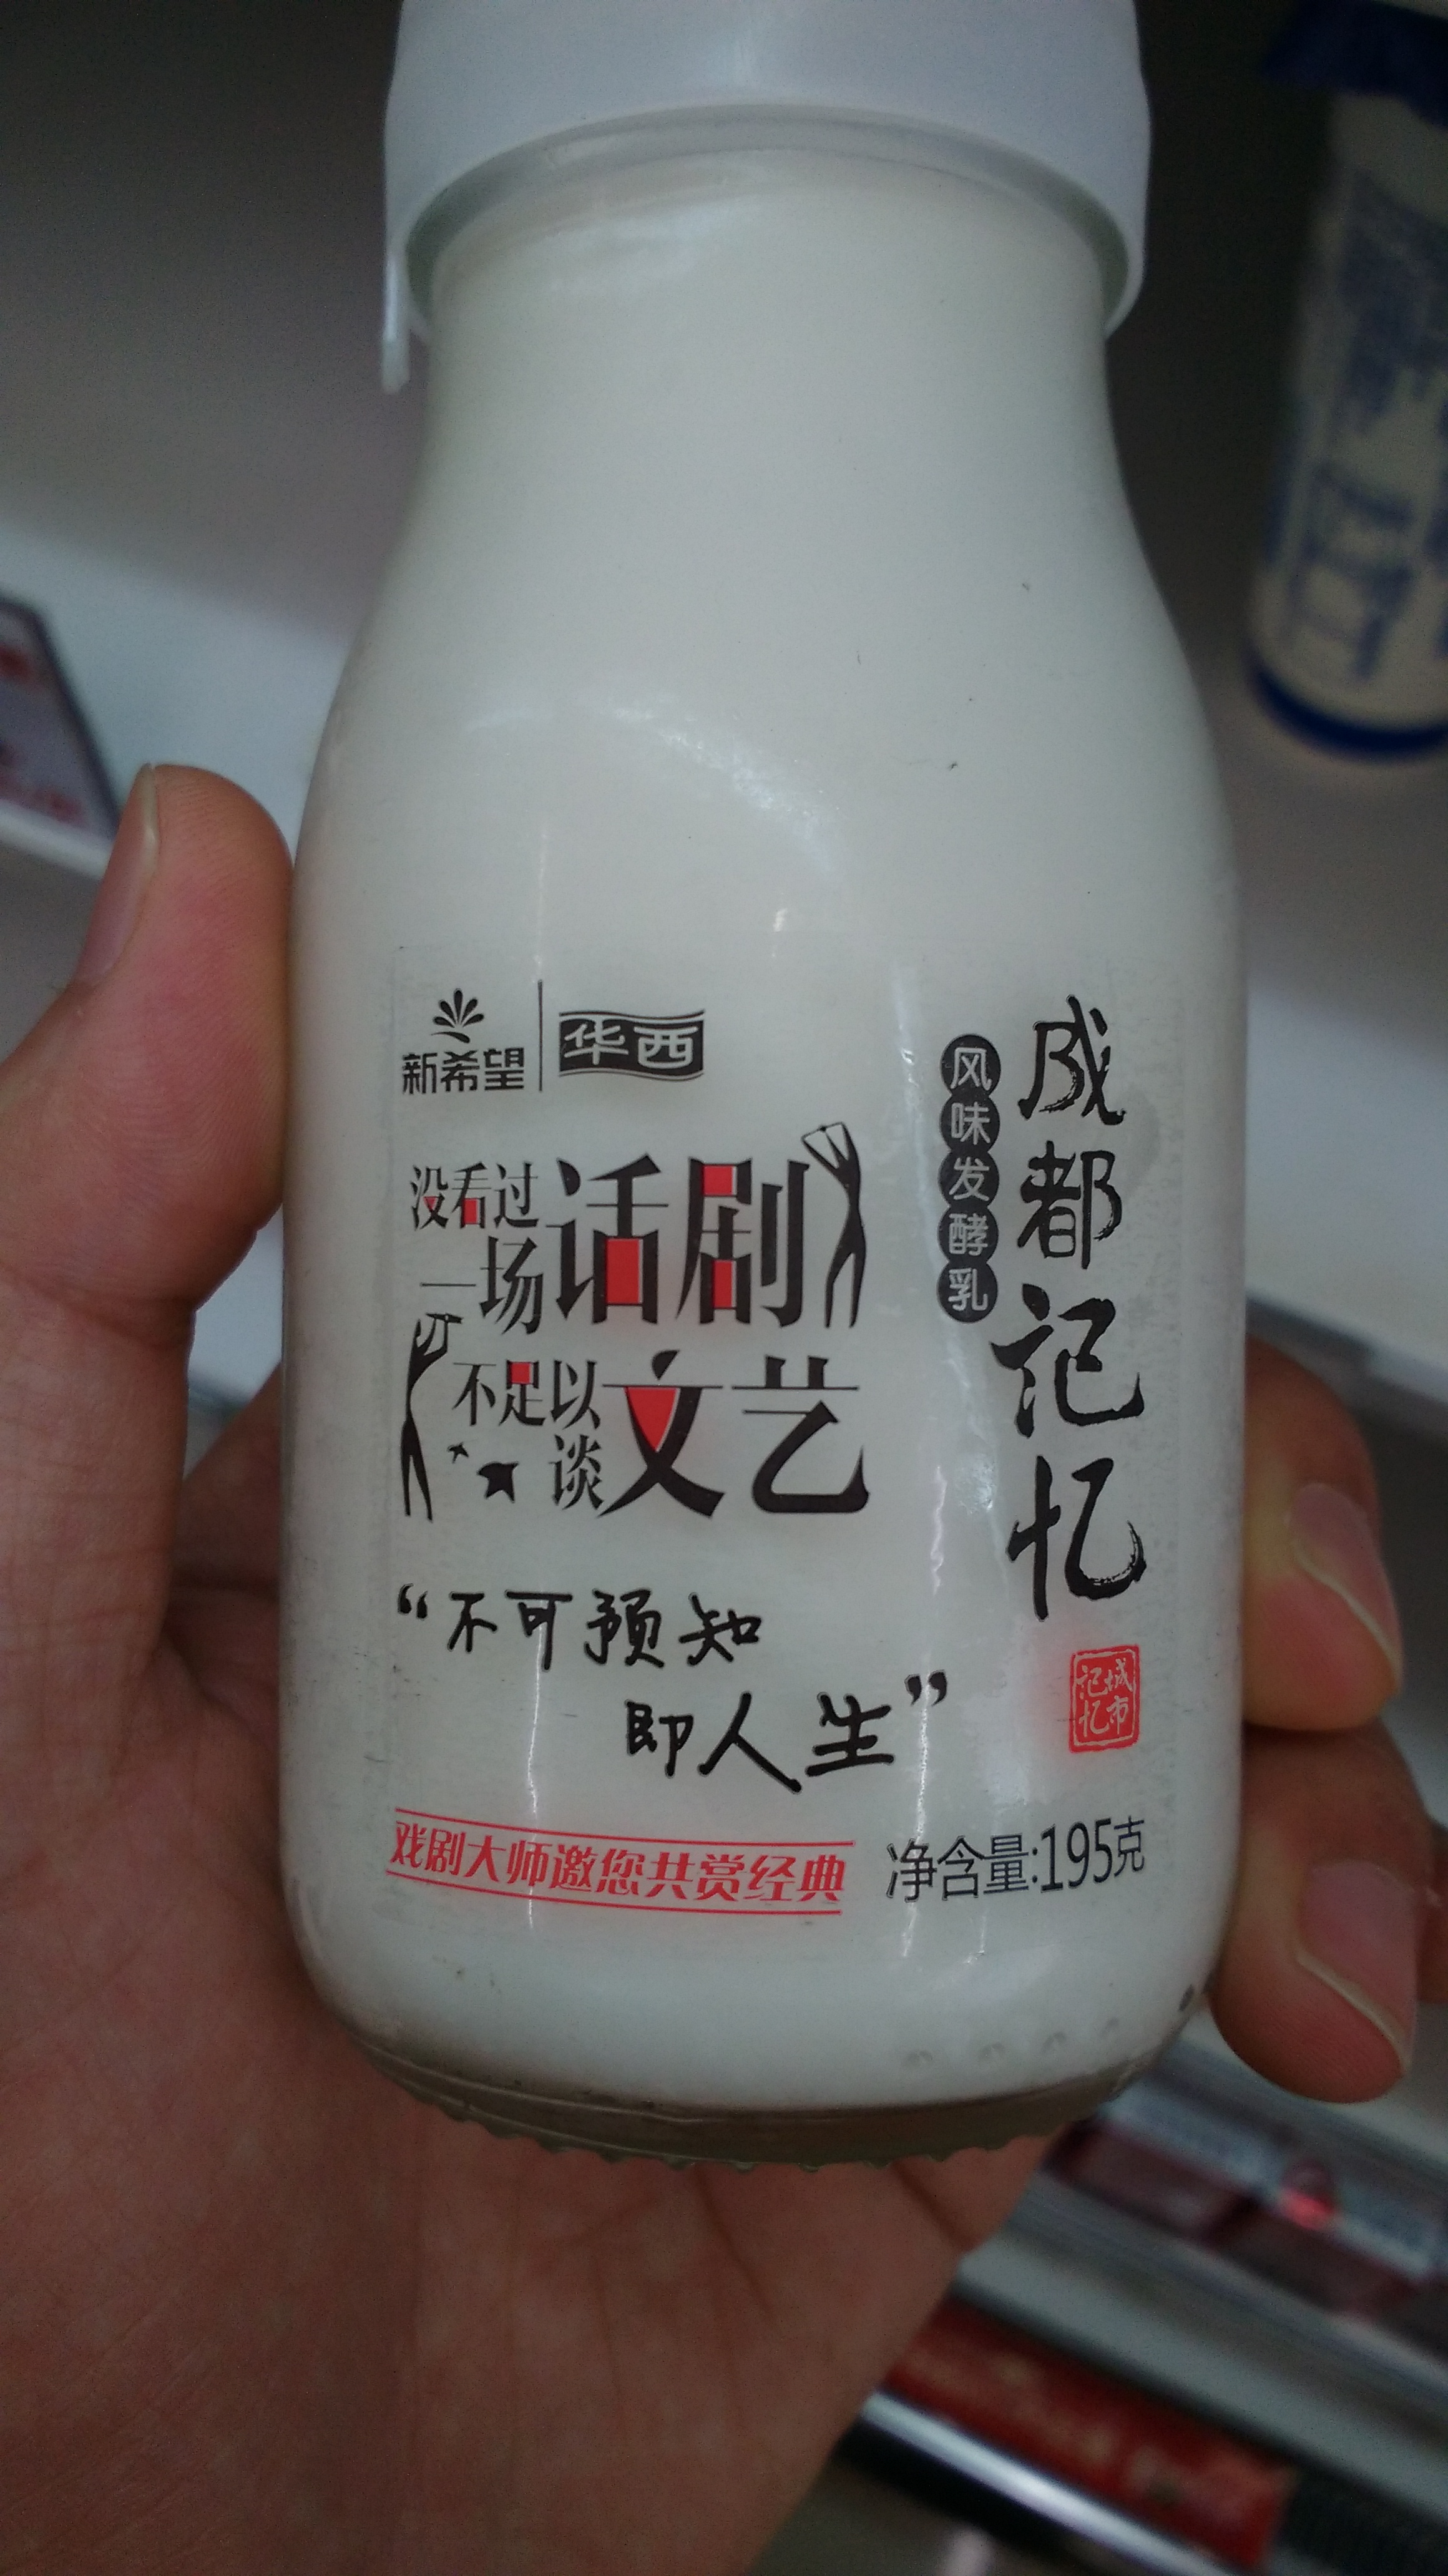 新希望
华西
没看过
一场话剧
不足以
谈文艺
“不可预知
即人生”
戏剧大师邀您共赏经典
成都记忆
风味发酵乳
城市
记忆
净含量:195克